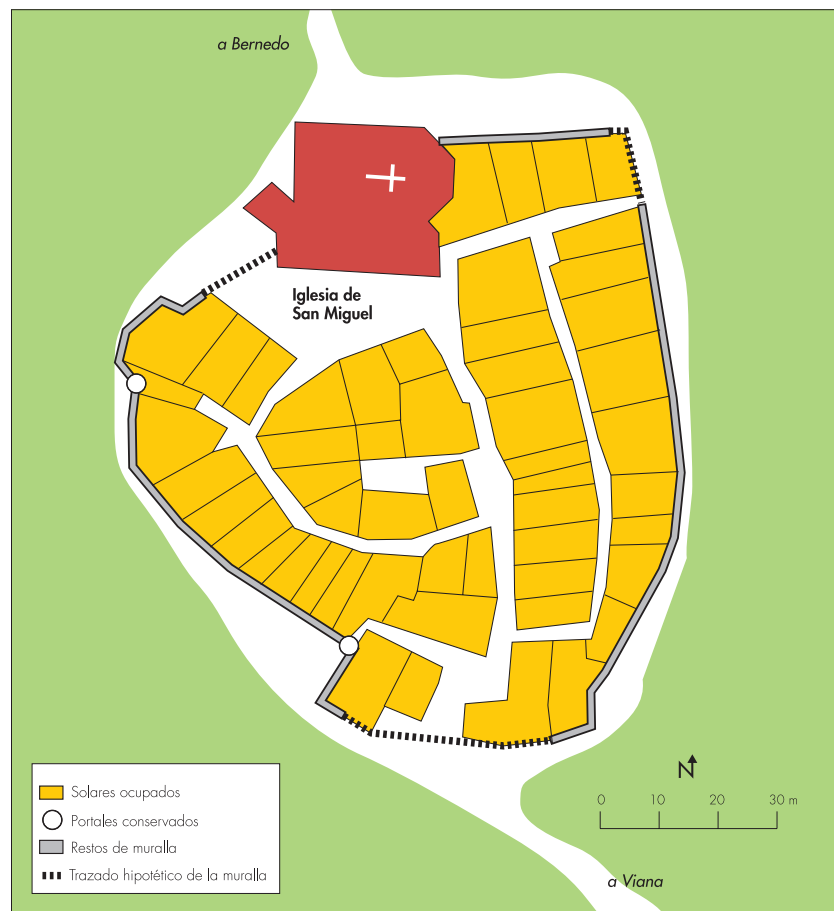 a Bernedo
Iglesia de
San Miguel
Solares ocupados
Portales conservados
Restos de muralla
Trazado hipotético de la muralla
N
0 10 20 30 m
a Viana